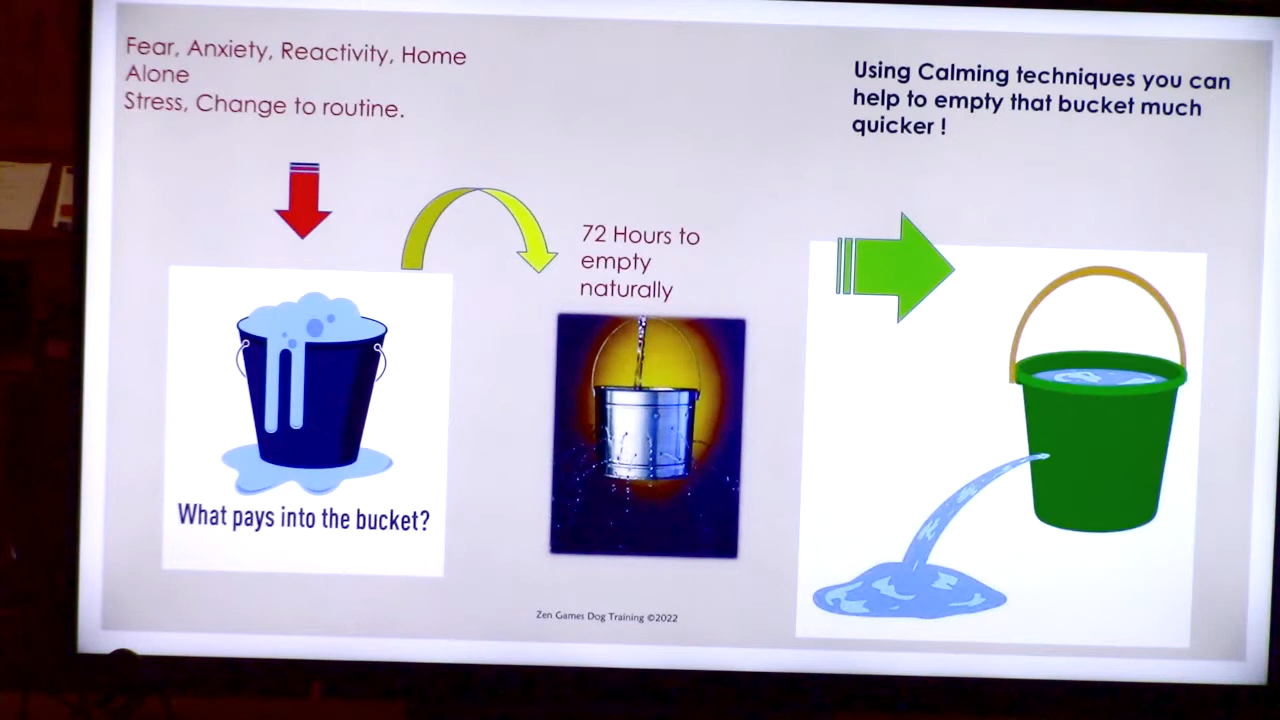 Fear, Anxiety, Reactivity, Home
Alone
Stress, Change to routine.
Using Calming techniques you can
help to empty that bucket much
quicker !
72 Hours to
empty
naturally
What pays into the bucket?
Zen Games Dog Training ©2022